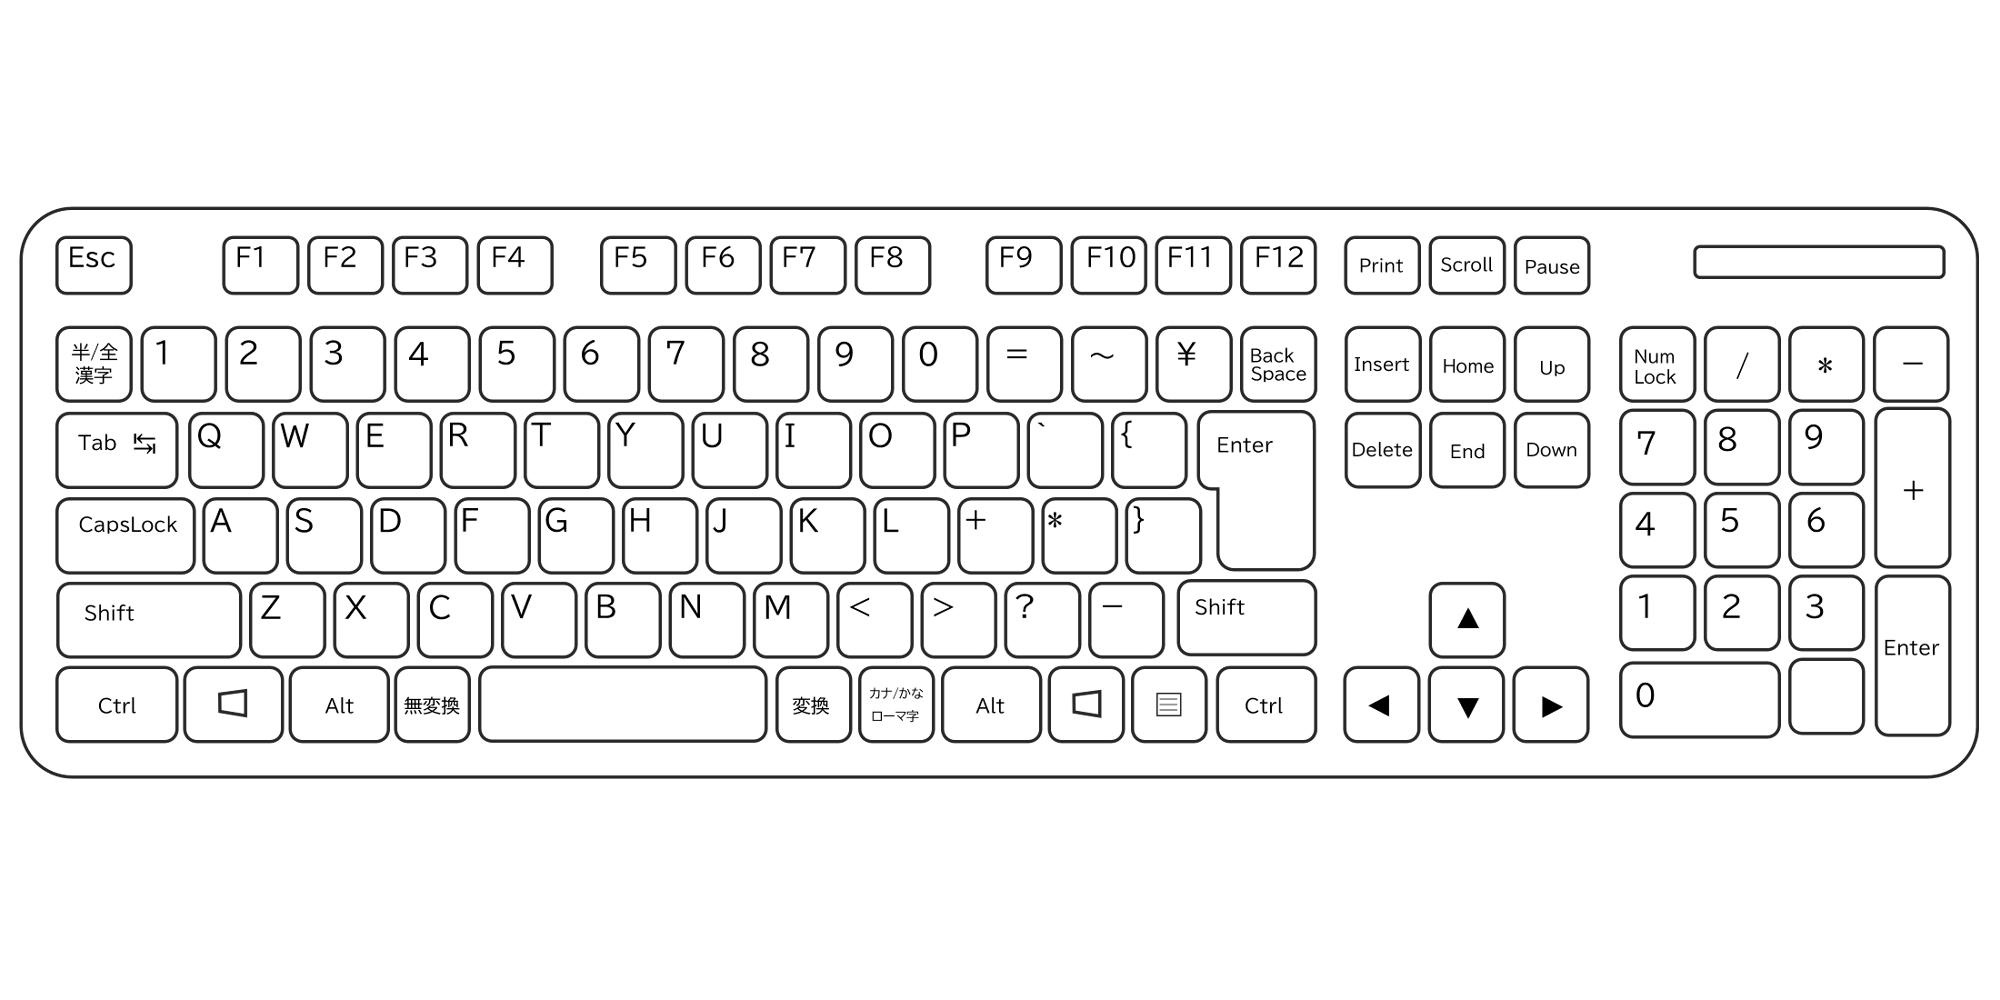 Esc F1 F2 F3 F4 F5 F6 F7 F8 F9 F10 F11 F12 Print Scroll Pause
半/全
漢字
1 2 3 4 5 6 7 8 9 0 = ～ ¥
Back
Space
Insert Home Up
Num
Lock
/ * －
Tab Q W E R T Y U I O P ` { Enter Delete End Down 7 8 9 +
CapsLock A S D F G H J K L + * } 4 5 6
Shift Z X C V B N M < > ? － Shift ▲ 1 2 3 Enter
Ctrl Alt 無変換 変換
カナ/かな
ローマ字
Alt Ctrl ◀ ▼ ▶ 0